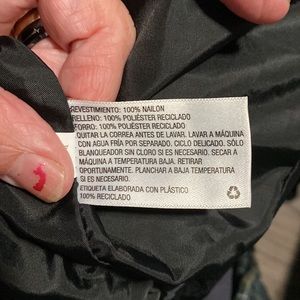 REVESTIMIENTO: 100% NAILON
RELLENO: 100% POLIÉSTER RECICLADO
FORRO: 100% POLIÉSTER RECICLADO
QUITAR LA CORREA ANTES DE LAVAR. LAVAR A MÁQUINA
CON AGUA FRÍA POR SEPARADO. CICLO DELICADO. SÓLO
BLANQUEADOR SIN CLORO SI ES NECESARIO. SECAR A
MÁQUINA A TEMPERATURA BAJA. RETIRAR
OPORTUNAMENTE. PLANCHAR A BAJA TEMPERATURA
SI ES NECESARIO.
ETIQUETA ELABORADA CON PLÁSTICO
100% RECICLADO